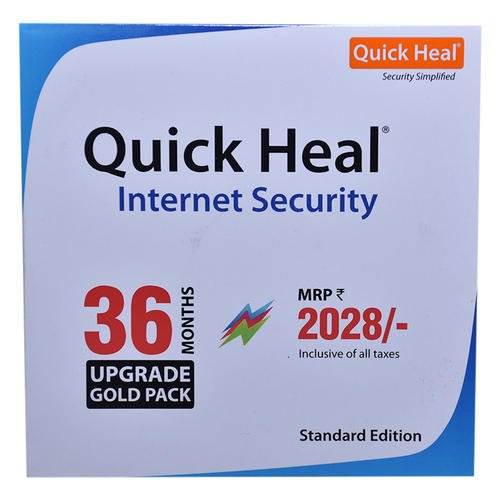 Quick Heal®
Security Simplified
Quick Heal®
Internet Security
36 MONTHS
UPGRADE
GOLD PACK
MRP ₹
2028/-
Inclusive of all taxes
Standard Edition